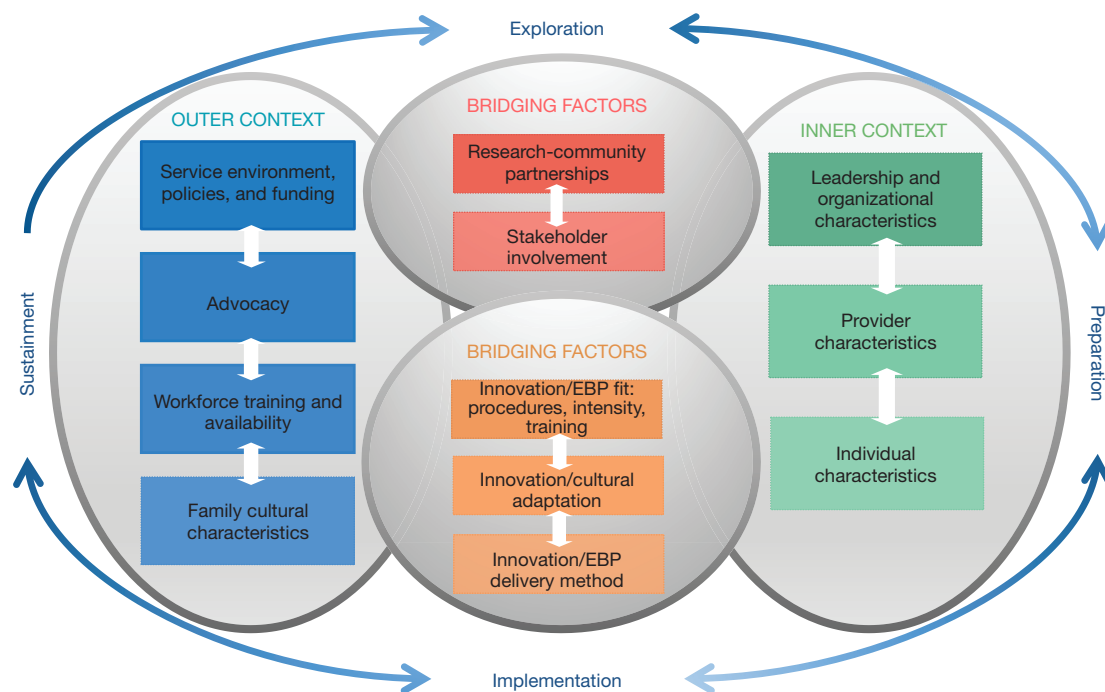 Exploration
OUTER CONTEXT
Service environment,
policies, and funding
Advocacy
Workforce training and
availability
Family cultural
characteristics
BRIDGING FACTORS
Research-community
partnerships
Stakeholder
involvement
BRIDGING FACTORS
Innovation/EBP fit:
procedures, intensity,
training
Innovation/cultural
adaptation
Innovation/EBP
delivery method
INNER CONTEXT
Leadership and
organizational
characteristics
Provider
characteristics
Individual
characteristics
Sustainment
Preparation
Implementation